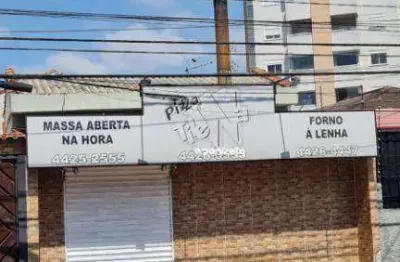 MASSA ABERTA
NA HORA
4425-2555
pizza
FORNO
À LENHA
4426-4447